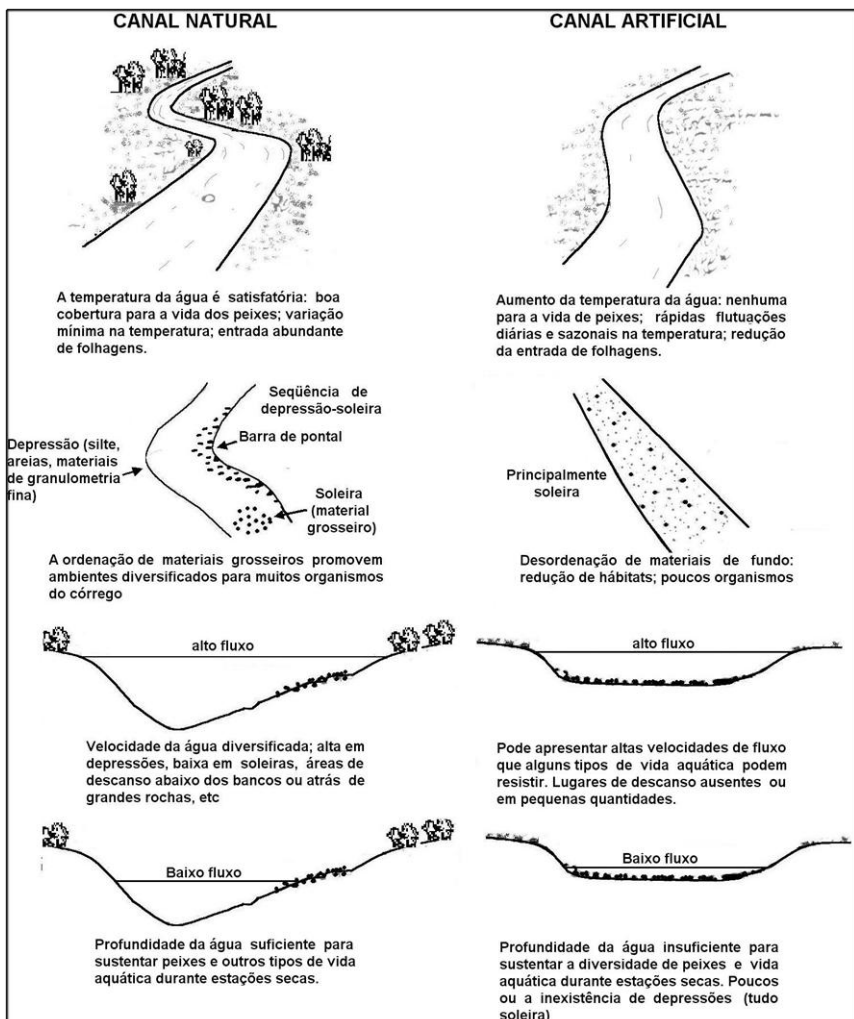 CANAL NATURAL
CANAL ARTIFICIAL
A temperatura da água é satisfatória: boa
cobertura para a vida dos peixes; variação
mínima na temperatura; entrada abundante
de folhagens.
Aumento da temperatura da água: nenhuma
para a vida de peixes; rápidas flutuações
diárias e sazonais na temperatura; redução
da entrada de folhagens.
Seqüência de
depressão-soleira
Barra de pontal
Depressão (silte,
areias, materiais
de granulometria
fina)
Soleira
(material
grosseiro)
Principalmente
soleira
A ordenação de materiais grosseiros promovem
ambientes diversificados para muitos organismos
do córrego
Desordenação de materiais de fundo:
redução de hábitats; poucos organismos
alto fluxo
alto fluxo
Velocidade da água diversificada; alta em
depressões, baixa em soleiras, áreas de
descanso abaixo dos bancos ou atrás de
grandes rochas, etc
Pode apresentar altas velocidades de fluxo
que alguns tipos de vida aquática podem
resistir. Lugares de descanso ausentes ou
em pequenas quantidades.
Baixo fluxo
Baixo fluxo
Profundidade da água suficiente para
sustentar peixes e outros tipos de vida
aquática durante estações secas.
Profundidade da água insuficiente para
sustentar a diversidade de peixes e vida
aquática durante estações secas. Poucos
ou a inexistência de depressões (tudo
soleira)